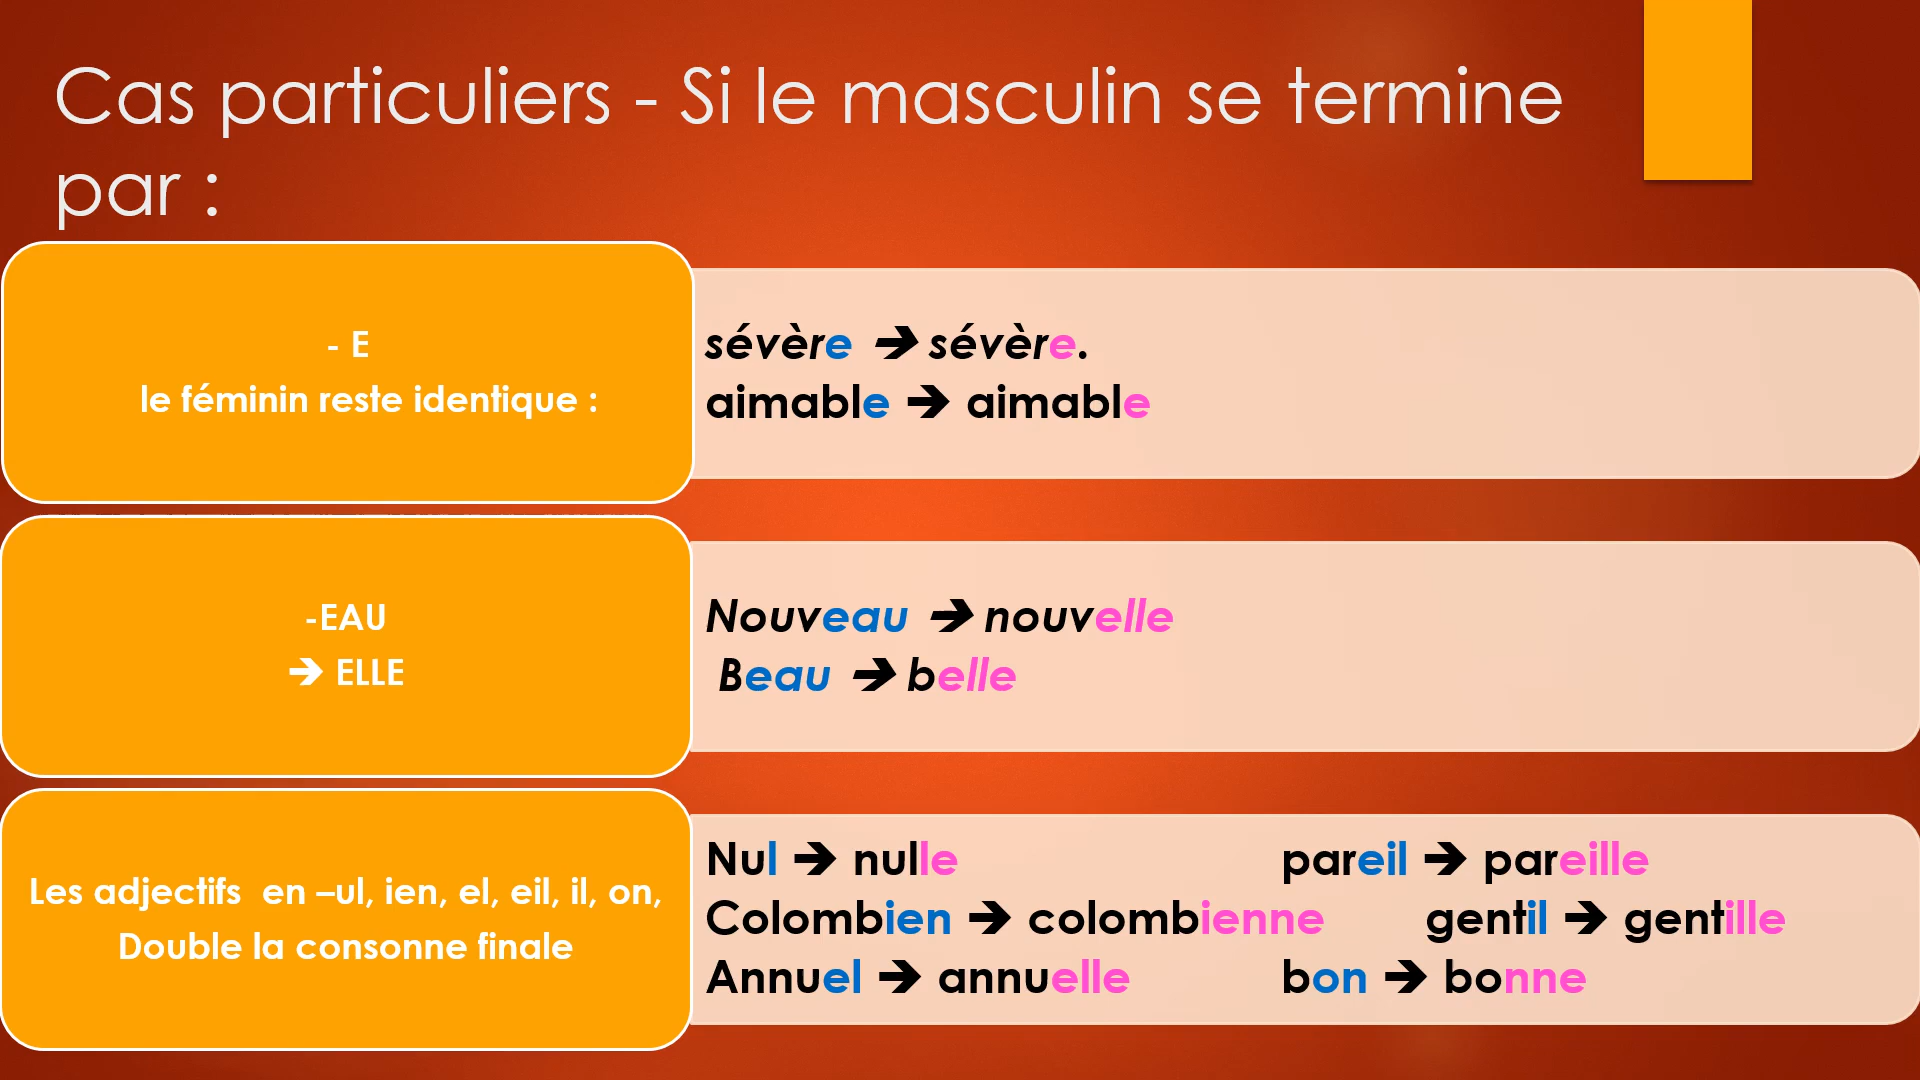 Cas particuliers - Si le masculin se termine
par :
- E
le féminin reste identique :
sévère ➔ sévère.
aimable ➔ aimable
-EAU
➔ ELLE
Nouveau ➔ nouvelle
Beau ➔ belle
Les adjectifs en –ul, ien, el, eil, il, on,
Double la consonne finale
Nul ➔ nulle pareil ➔ pareille
Colombien ➔ colombienne gentil ➔ gentille
Annuel ➔ annuelle bon ➔ bonne